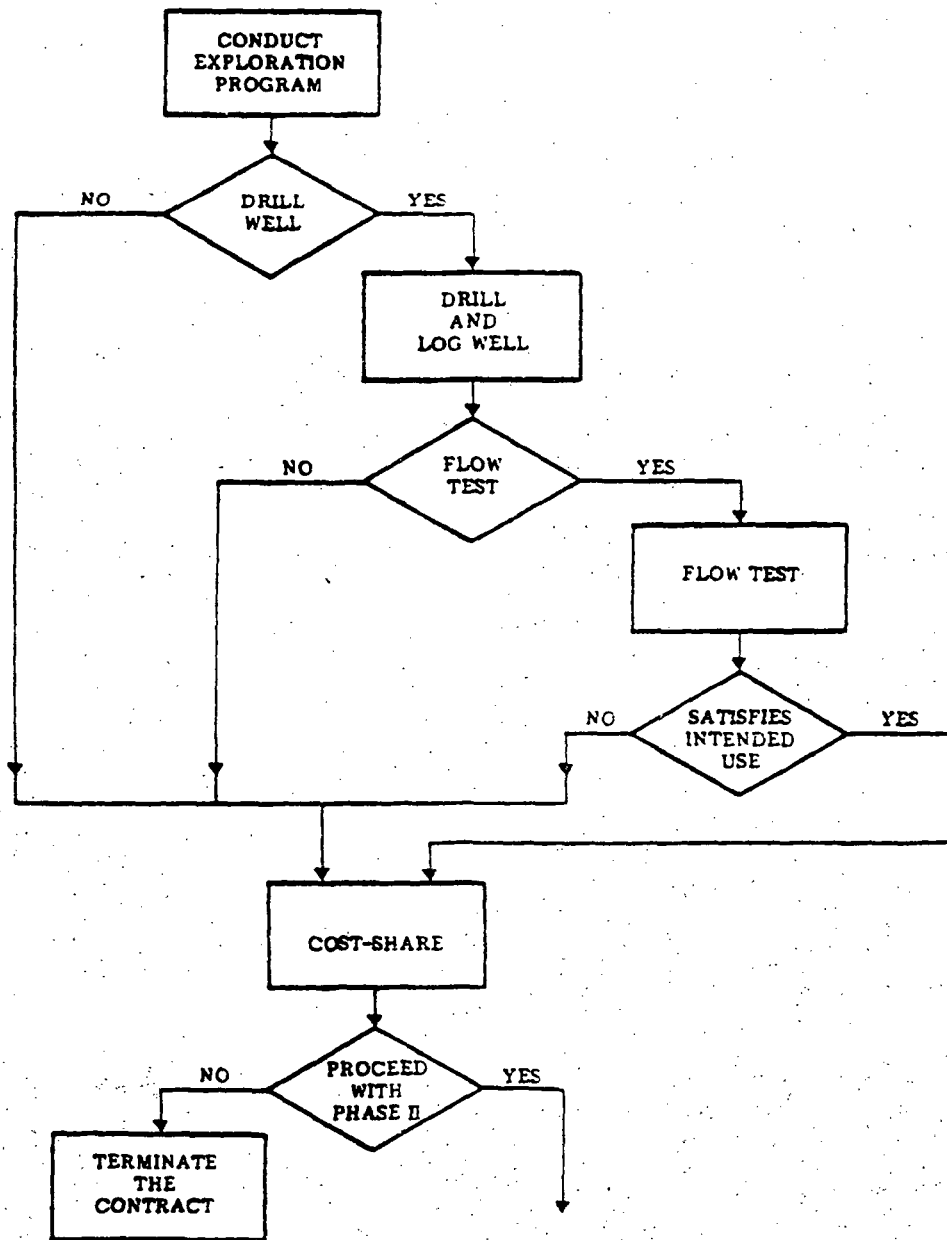 CONDUCT
EXPLORATION
PROGRAM
NO
DRILL
WELL
YES
DRILL
AND
LOG WELL
NO
FLOW
TEST
YES
FLOW TEST
NO
SATISFIES
INTENDED
USE
YES
COST-SHARE
NO
PROCEED
WITH
PHASE II
YES
TERMINATE
THE
CONTRACT